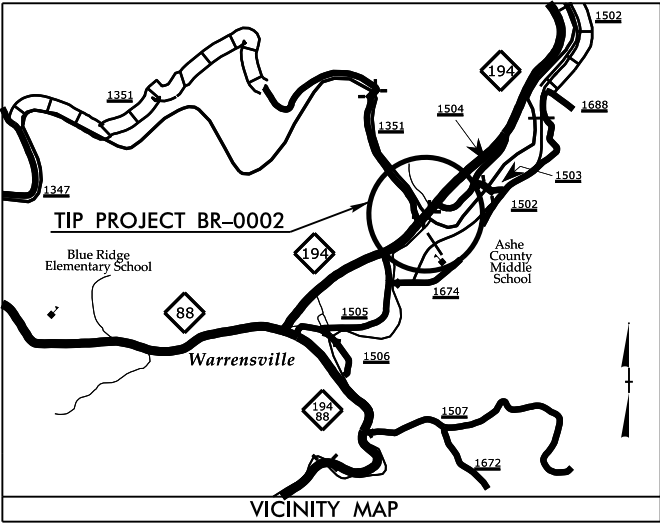 1502
194
1351
1504
1688
1351
1503
1347
1502
TIP PROJECT BR–0002
194
Blue Ridge
Elementary School
Ashe
County
Middle
School
1674
88
1505
Warrensville
1506
194
88
1507
1672
VICINITY MAP